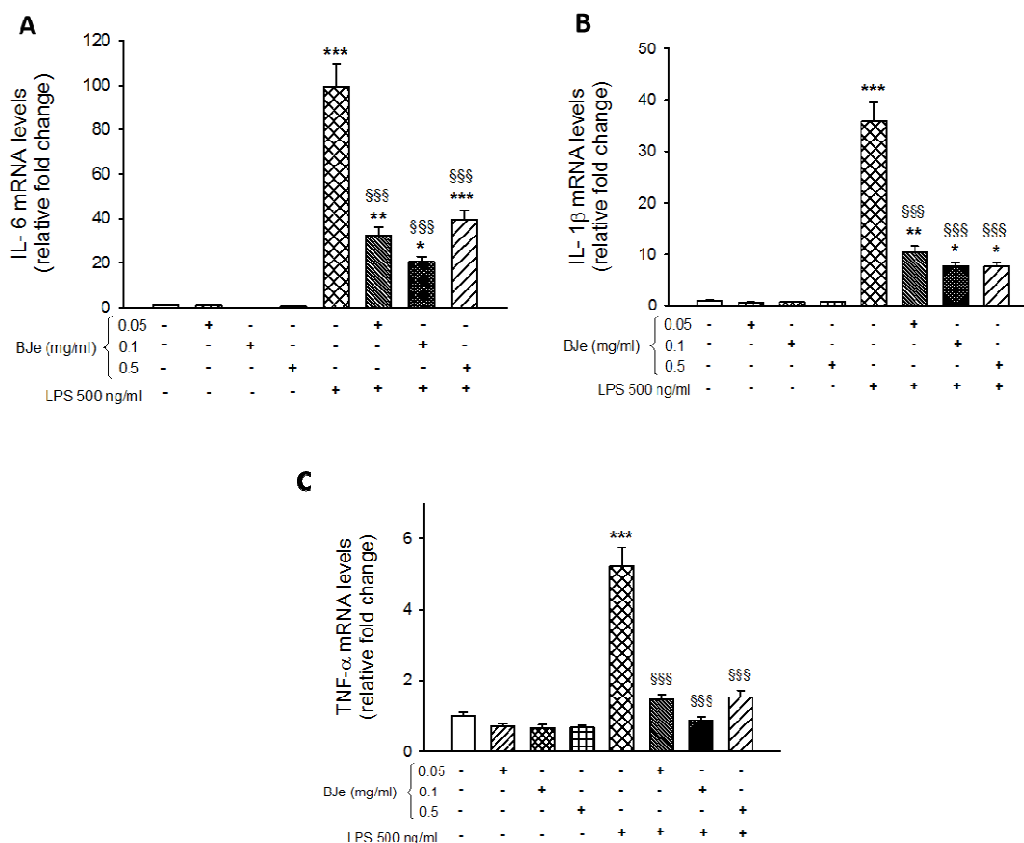 A
IL- 6 mRNA levels
(relative fold change)
120
100
80
60
40
20
0
***
§§§
**
§§§
*
§§§
***
BJe (mg/ml)
0.05 - + - - - + - -
0.1 - - + - - - + -
0.5 - - - + - - - +
LPS 500 ng/ml - - - - + + + +
B
IL- 1β mRNA levels
(relative fold change)
50
40
30
20
10
0
***
§§§
**
§§§
*
§§§
*
BJe (mg/ml)
0.05 - + - - - + - -
0.1 - - + - - - + -
0.5 - - - + - - - +
LPS 500 ng/ml - - - - + + + +
C
TNF-α mRNA levels
(relative fold change)
6
4
2
0
***
§§§
§§§
§§§
BJe (mg/ml)
0.05 - + - - - + - -
0.1 - - + - - - + -
0.5 - - - + - - - +
LPS 500 ng/ml - - - - + + + +